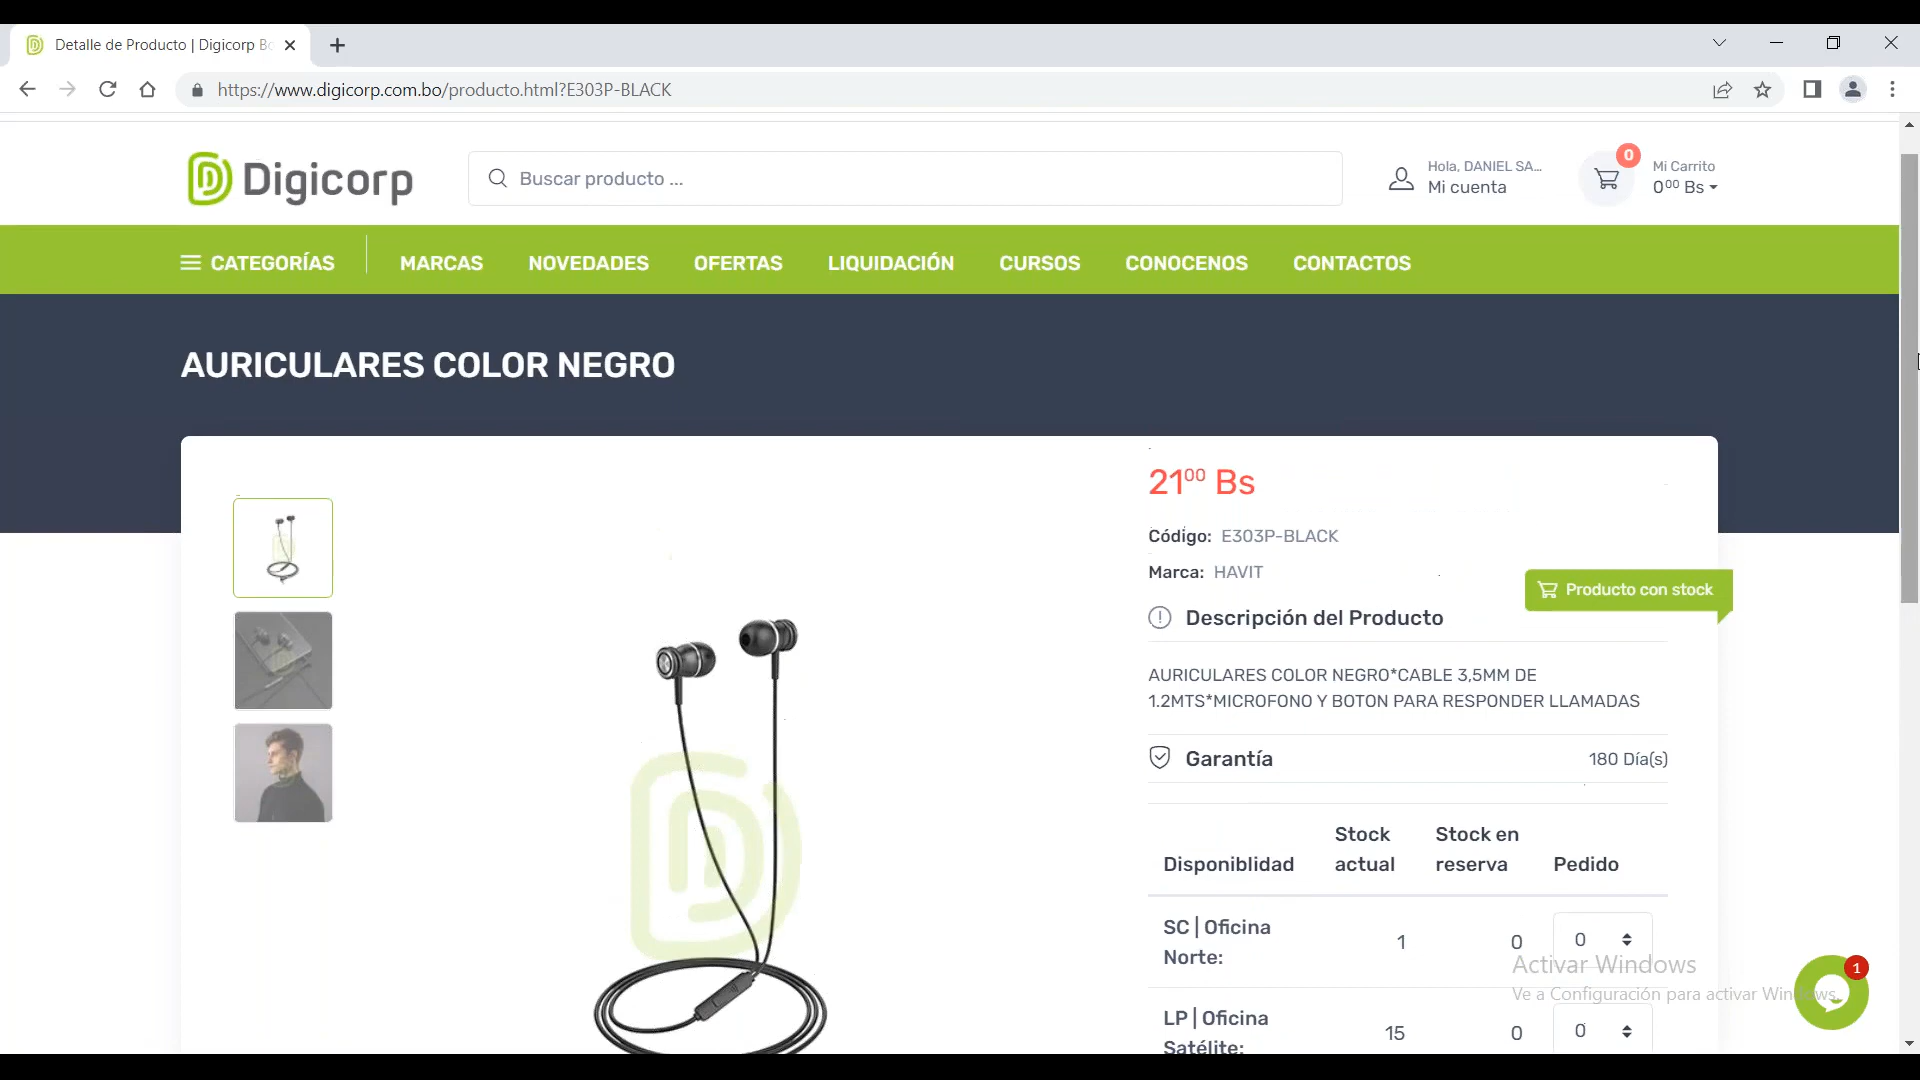 Detalle de Producto | Digicorp Bo
https://www.digicorp.com.bo/producto.html?E303P-BLACK
Digicorp
Buscar producto ...
Hola, DANIEL SA...
Mi cuenta
0
Mi Carrito
0⁰⁰ Bs
CATEGORÍAS
MARCAS
NOVEDADES
OFERTAS
LIQUIDACIÓN
CURSOS
CONOCENOS
CONTACTOS
AURICULARES COLOR NEGRO
21⁰⁰ Bs
Código: E303P-BLACK
Marca: HAVIT
Producto con stock
Descripción del Producto
AURICULARES COLOR NEGRO*CABLE 3,5MM DE
1.2MTS*MICROFONO Y BOTON PARA RESPONDER LLAMADAS
Garantía 180 Día(s)
Disponiblidad Stock actual Stock en reserva Pedido
SC | Oficina Norte: 1 0 0
LP | Oficina Satélite: 15 0 0
Activar Windows
Ve a Configuración para activar Windows.
1